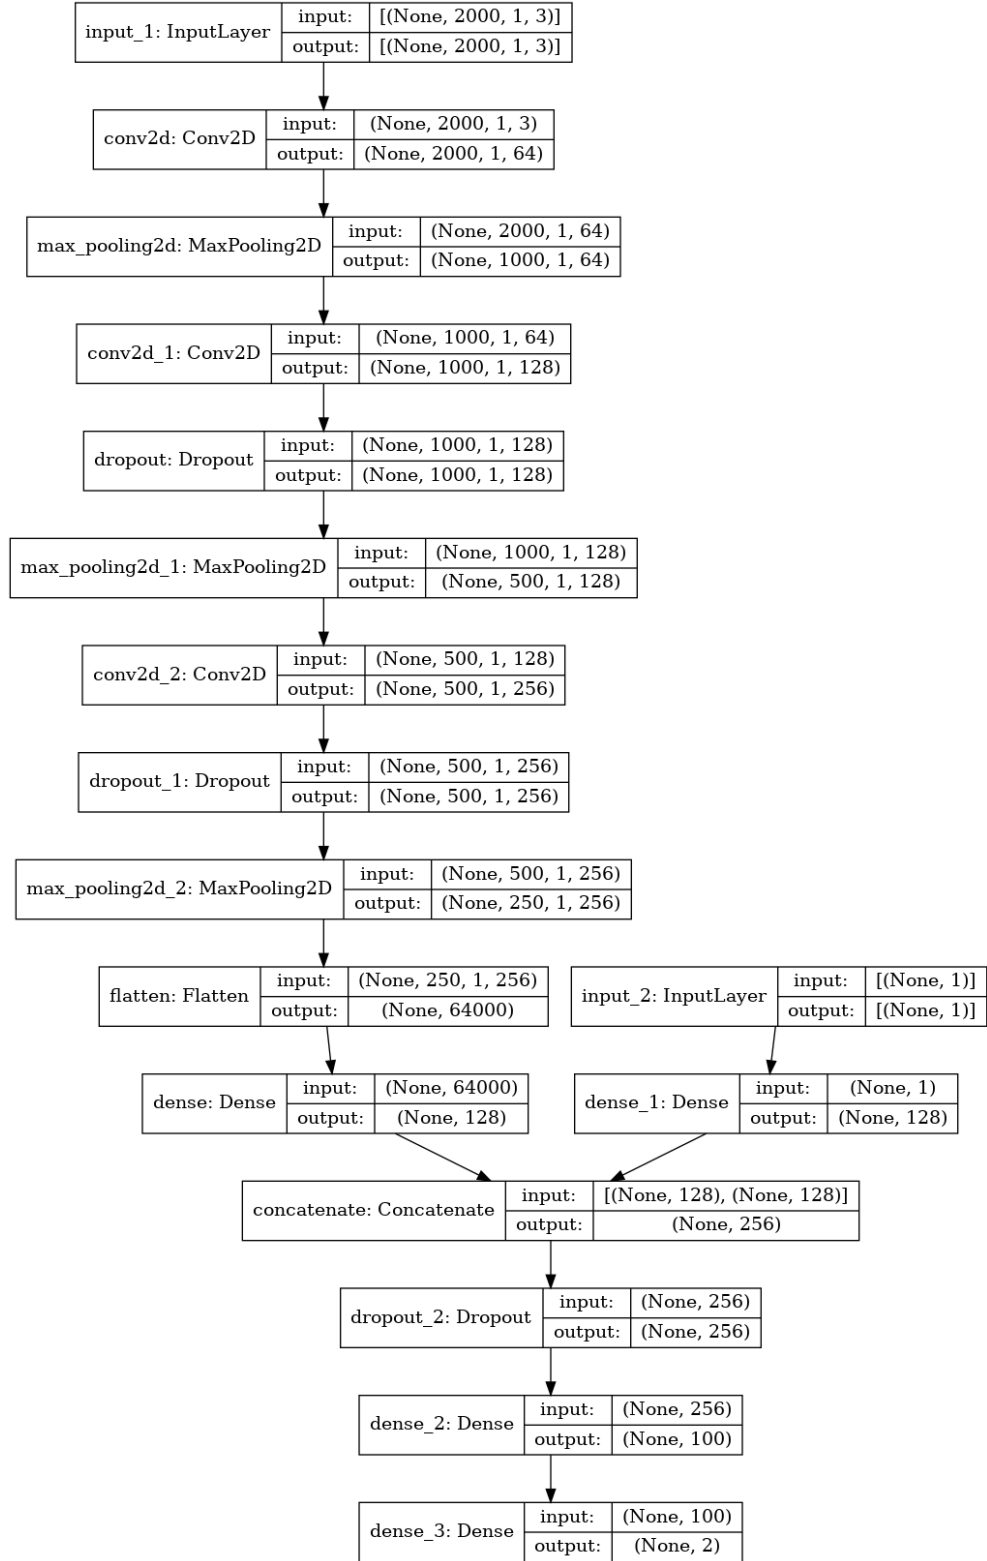 input_1: InputLayer input: [(None, 2000, 1, 3)]
output: [(None, 2000, 1, 3)]
conv2d: Conv2D input: (None, 2000, 1, 3)
output: (None, 2000, 1, 64)
max_pooling2d: MaxPooling2D input: (None, 2000, 1, 64)
output: (None, 1000, 1, 64)
conv2d_1: Conv2D input: (None, 1000, 1, 64)
output: (None, 1000, 1, 128)
dropout: Dropout input: (None, 1000, 1, 128)
output: (None, 1000, 1, 128)
max_pooling2d_1: MaxPooling2D input: (None, 1000, 1, 128)
output: (None, 500, 1, 128)
conv2d_2: Conv2D input: (None, 500, 1, 128)
output: (None, 500, 1, 256)
dropout_1: Dropout input: (None, 500, 1, 256)
output: (None, 500, 1, 256)
max_pooling2d_2: MaxPooling2D input: (None, 500, 1, 256)
output: (None, 250, 1, 256)
flatten: Flatten input: (None, 250, 1, 256)
output: (None, 64000)
input_2: InputLayer input: [(None, 1)]
output: [(None, 1)]
dense: Dense input: (None, 64000)
output: (None, 128)
dense_1: Dense input: (None, 1)
output: (None, 128)
concatenate: Concatenate input: [(None, 128), (None, 128)]
output: (None, 256)
dropout_2: Dropout input: (None, 256)
output: (None, 256)
dense_2: Dense input: (None, 256)
output: (None, 100)
dense_3: Dense input: (None, 100)
output: (None, 2)